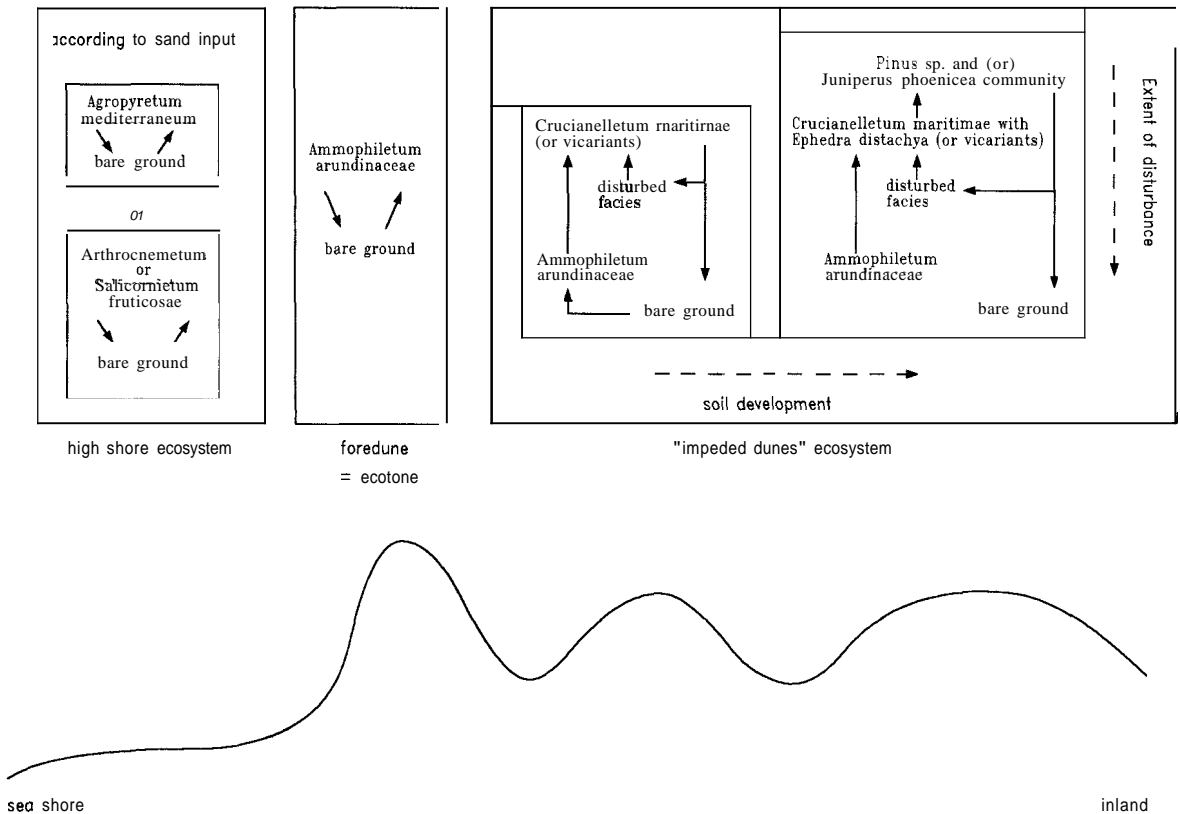 according to sand input
Agropyretum
mediterraneum
bare ground
01
Arthrocnemetum
or
Salicornietum
fruticosae
bare ground
high shore ecosystem
Ammophiletum
arundinaceae
bare ground
foredune
= ecotone
Crucianelletum rnaritirnae
(or vicariants)
disturbed
facies
Ammophiletum
arundinaceae
bare ground
Pinus sp. and (or)
Juniperus phoenicea community
Crucianelletum maritimae with
Ephedra distachya (or vicariants)
disturbed
facies
Ammophiletum
arundinaceae
bare ground
Extent of disturbance
soil development
"impeded dunes" ecosystem
sea shore
inland